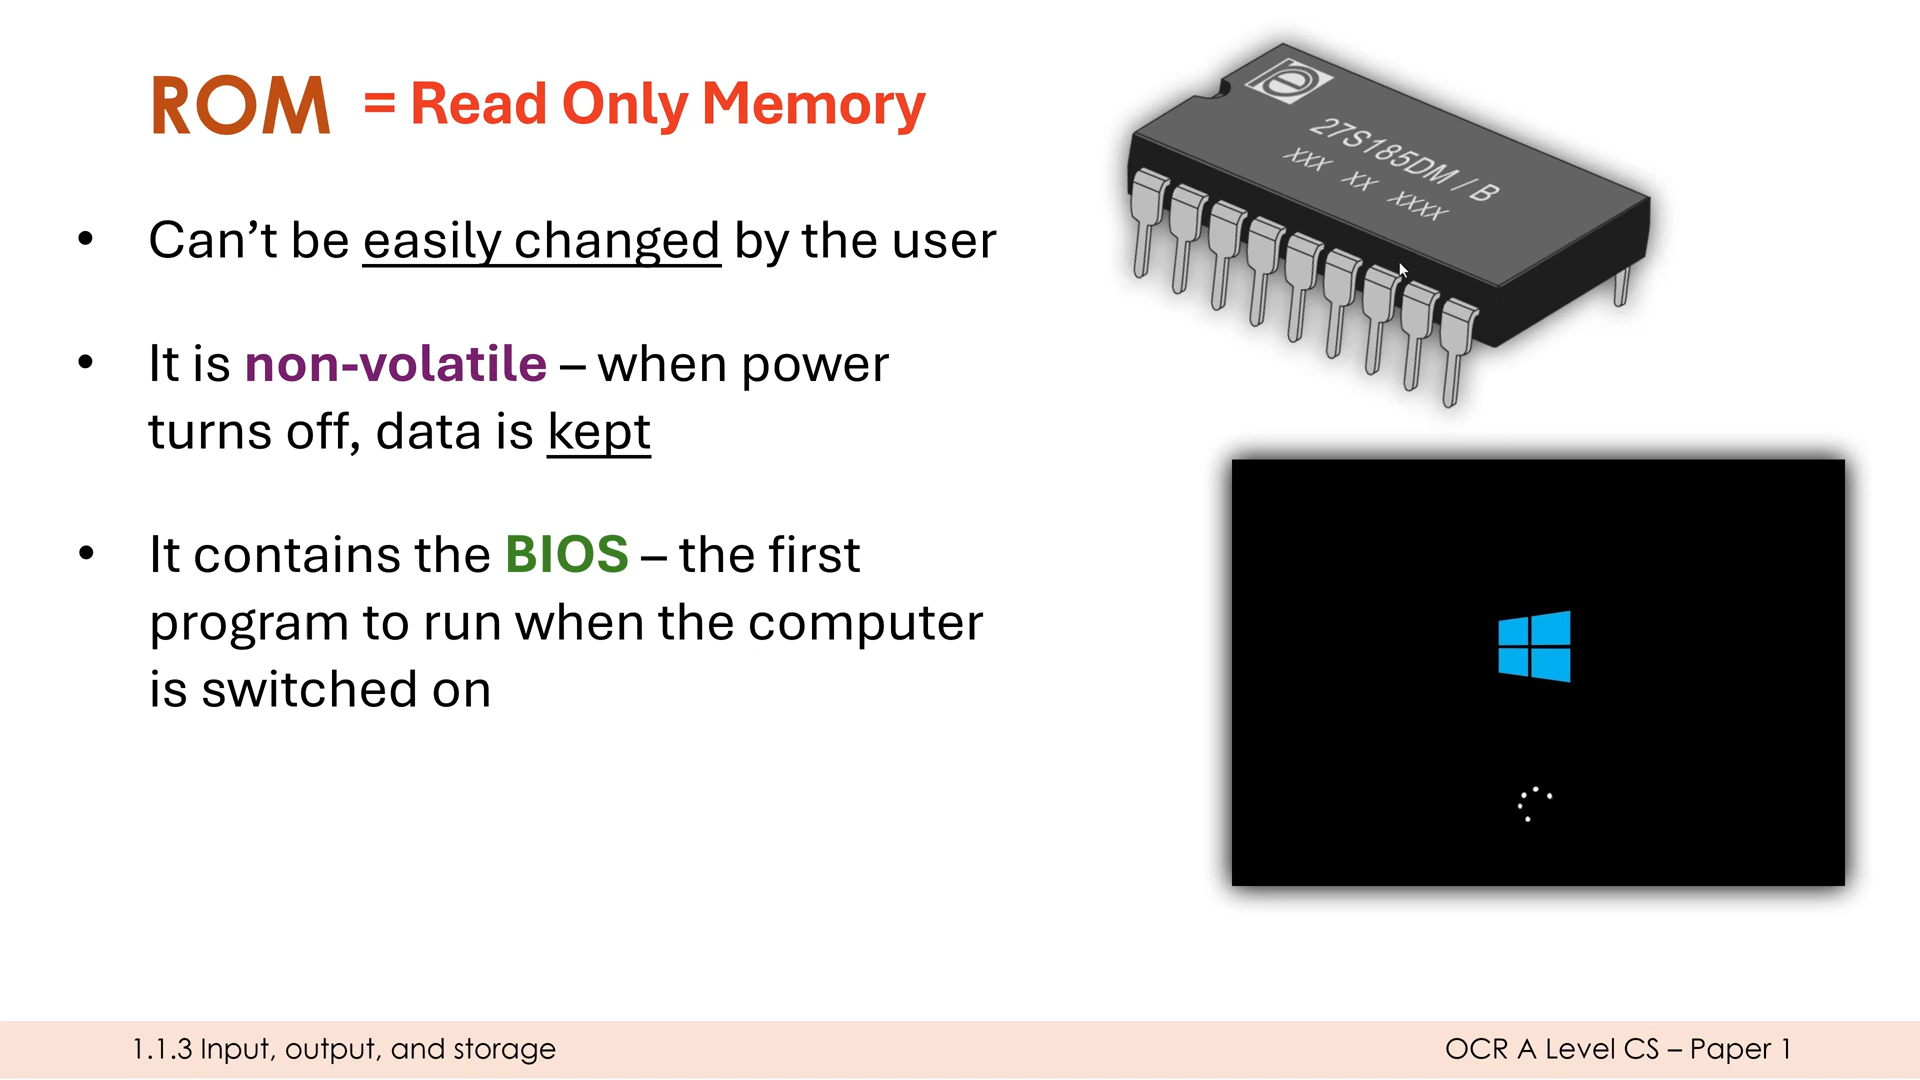 ROM = Read Only Memory
• Can’t be easily changed by the user
• It is non-volatile – when power
turns off, data is kept
• It contains the BIOS – the first
program to run when the computer
is switched on
e
27S185DM / B
XXX XX XXXX
1.1.3 Input, output, and storage
OCR A Level CS – Paper 1